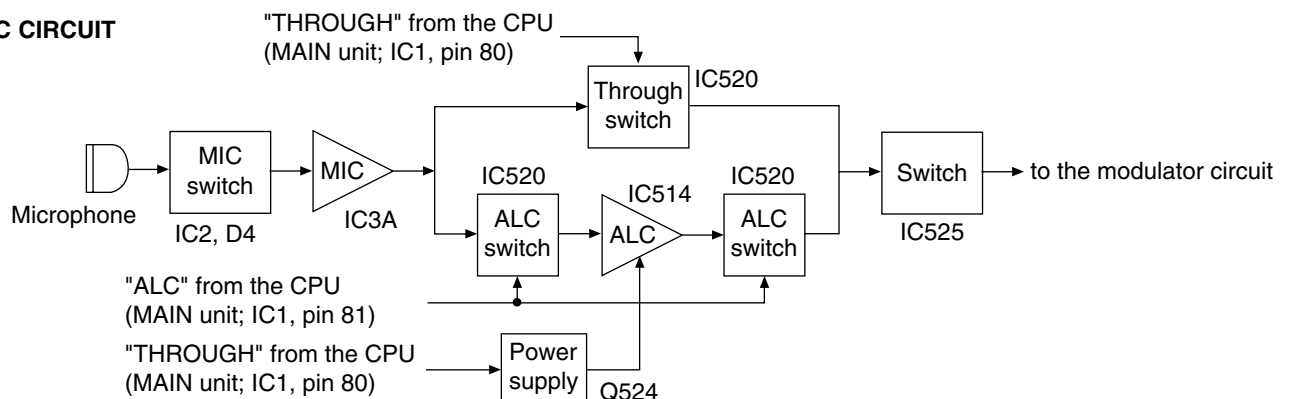 C CIRCUIT
"THROUGH" from the CPU
(MAIN unit; IC1, pin 80)
Through
switch
IC520
Microphone
MIC
switch
IC2, D4
MIC
IC3A
IC520
ALC
switch
IC514
ALC
IC520
ALC
switch
Switch
IC525
to the modulator circuit
"ALC" from the CPU
(MAIN unit; IC1, pin 81)
"THROUGH" from the CPU
(MAIN unit; IC1, pin 80)
Power
supply
Q524